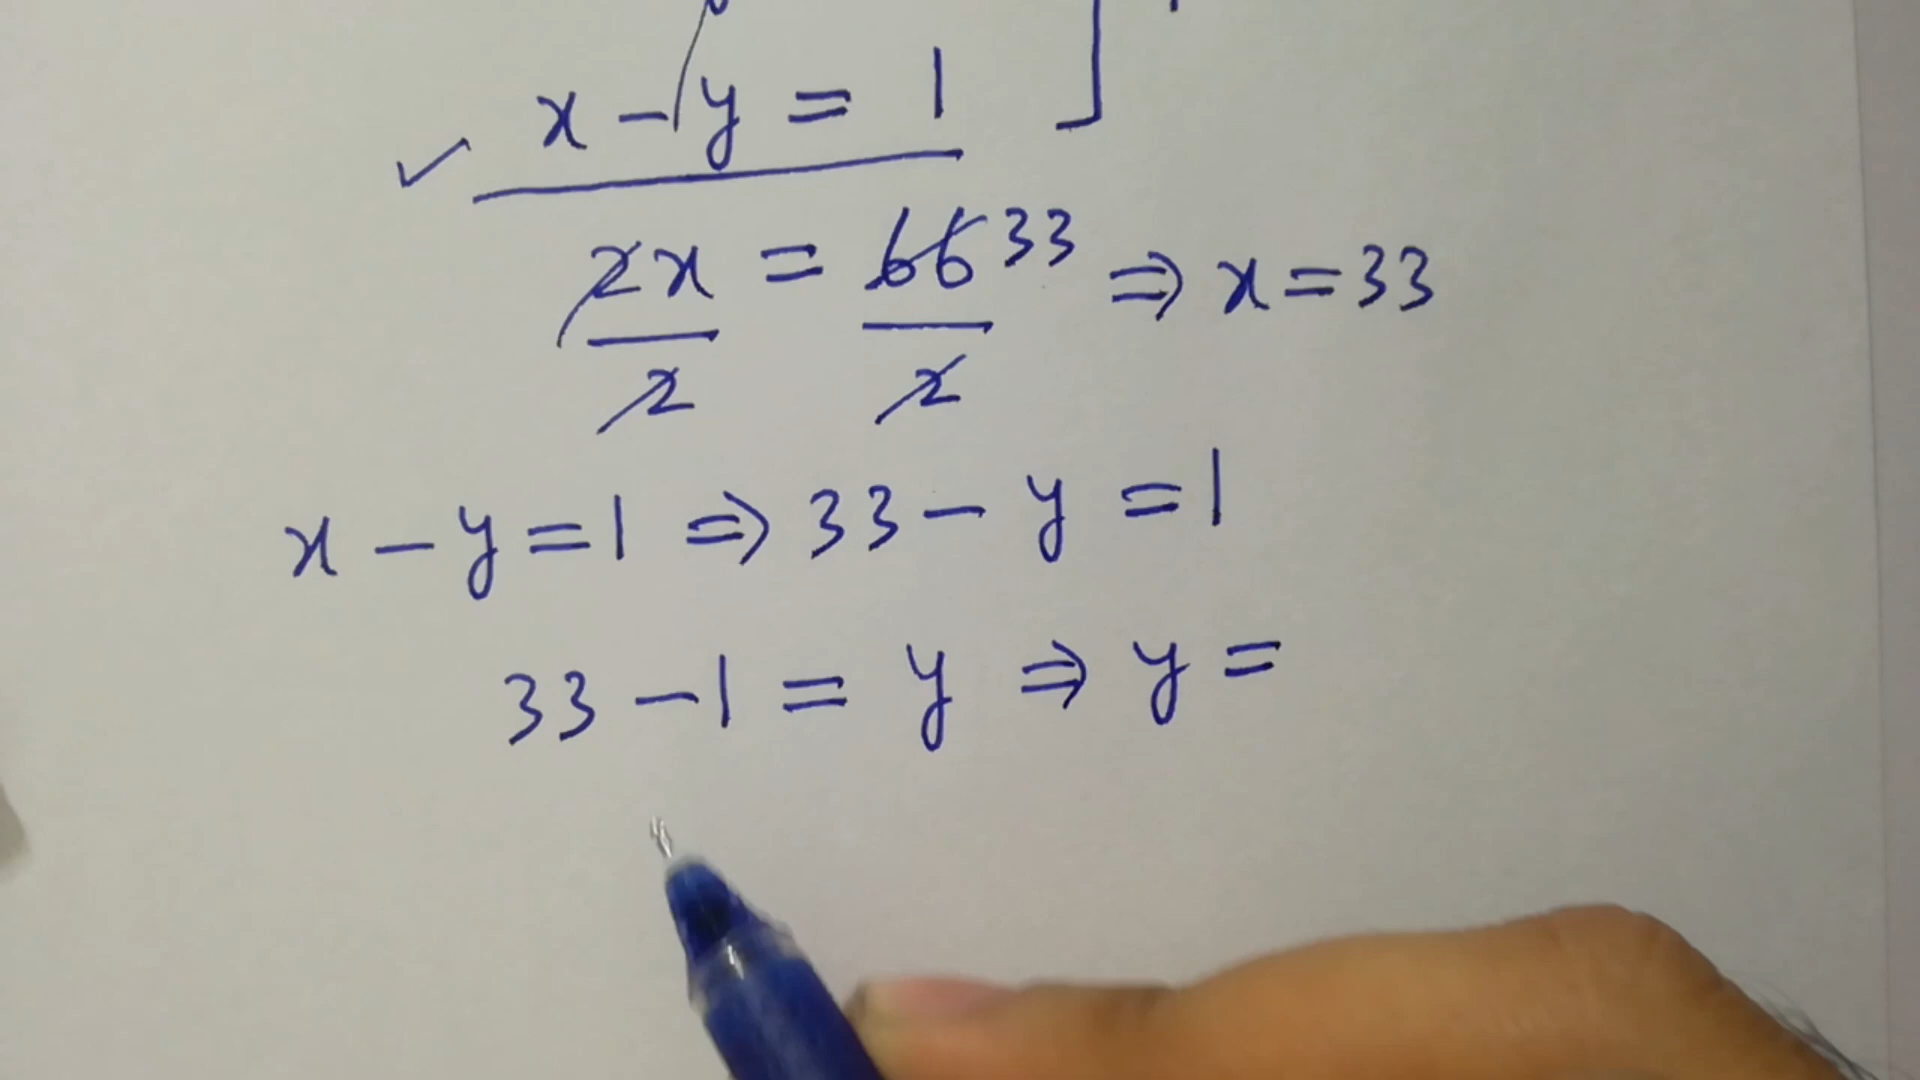 x - y = 1 ]
✓
2x = 66 33 ⇒ x = 33
2 2
x - y = 1 ⇒ 33 - y = 1
33 - 1 = y ⇒ y =